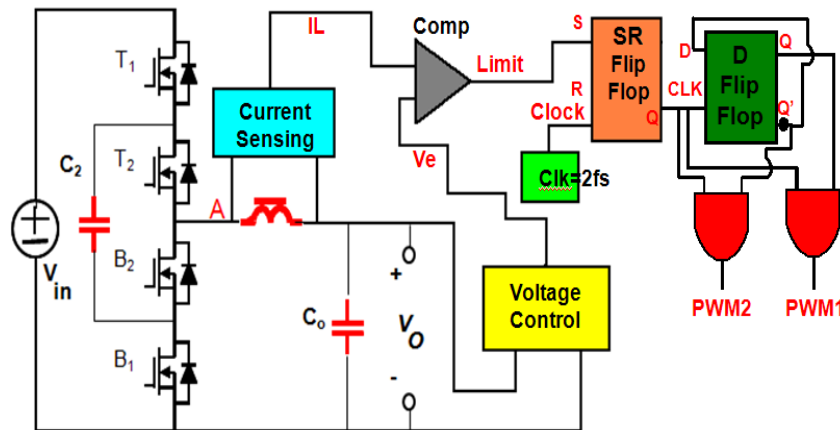 IL
Comp
S
SR
Flip
Flop
D
Q
D
Flip
Flop
T1
Limit
R
CLK
Current
Sensing
Clock
Q
Q'
C2
T2
Ve
Clk=2fs
A
Vin
B2
+
Voltage
Control
PWM2
PWM1
Co
VO
B1
-